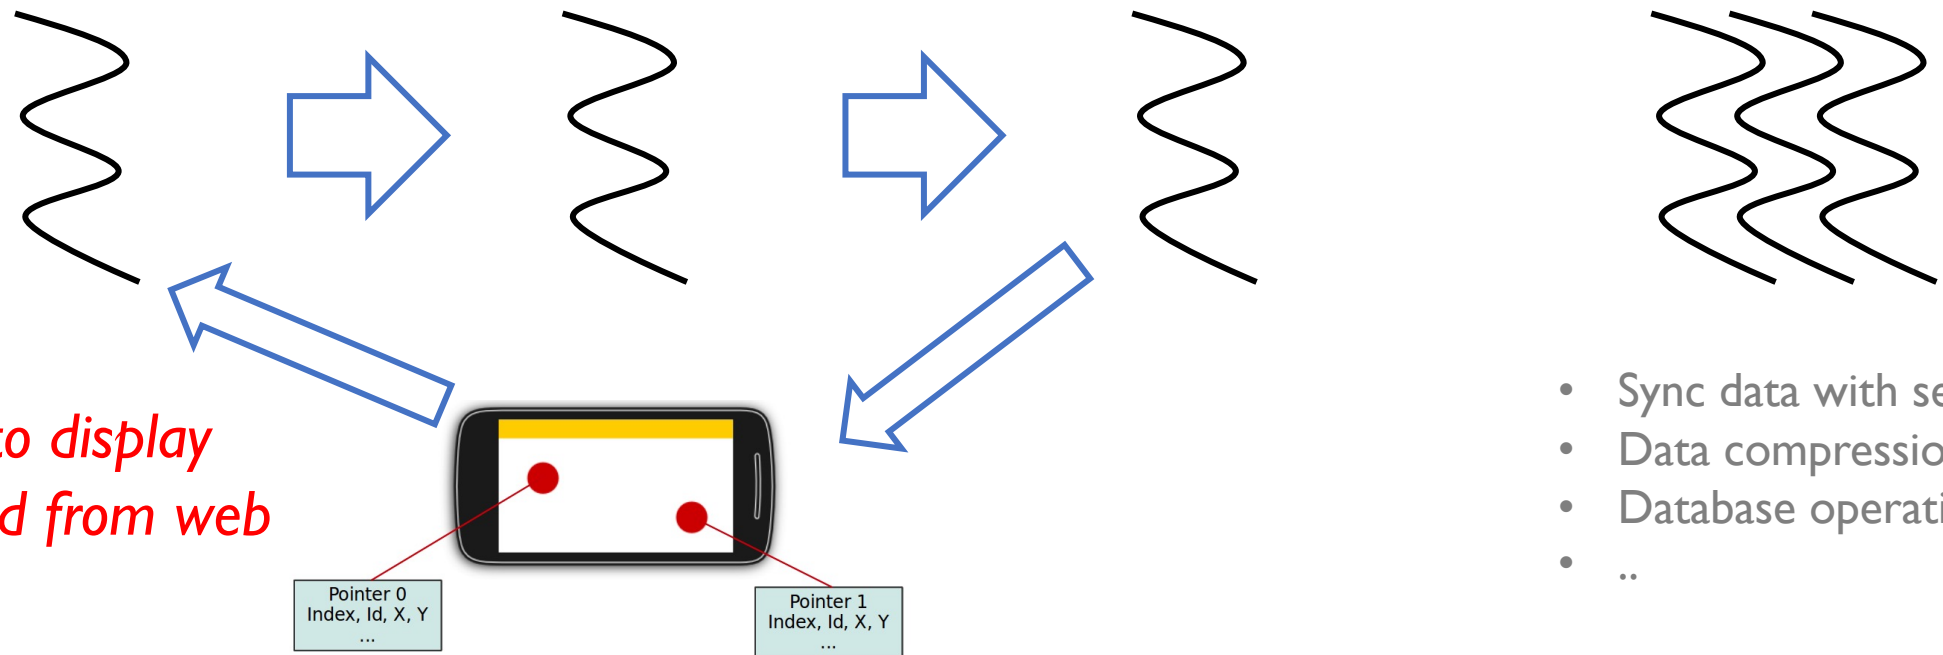 to display
d from web
Pointer 0
Index, Id, X, Y
...
Pointer 1
Index, Id, X, Y
...
• Sync data with se
• Data compressio
• Database operati
• ..